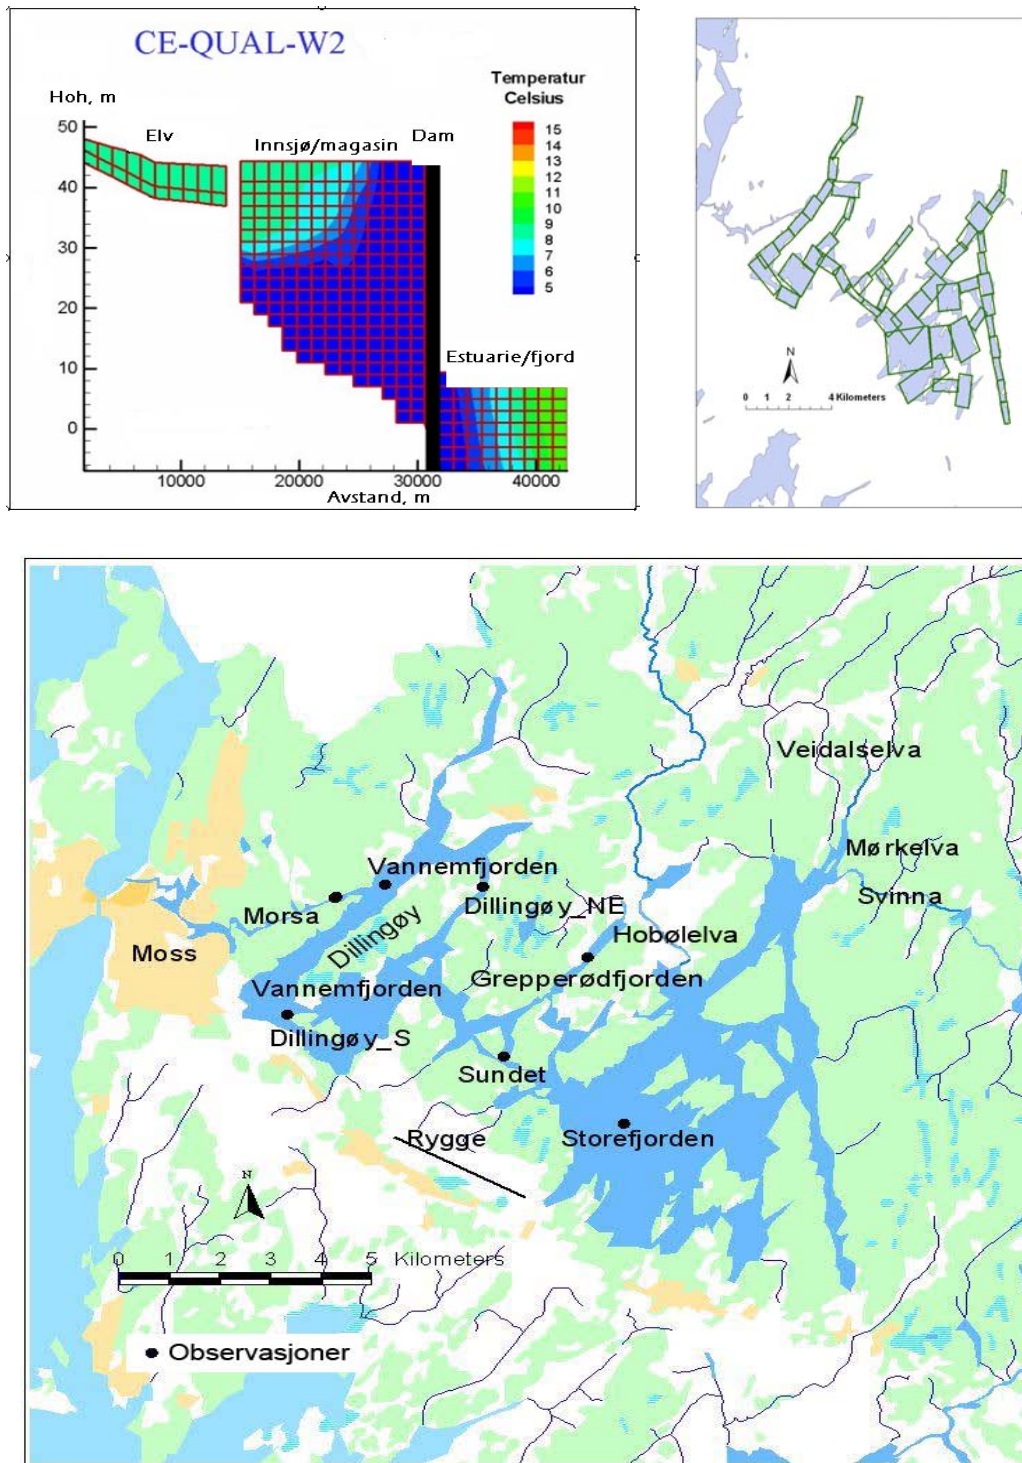 CE-QUAL-W2
Temperatur
Celsius
Hoh, m
Elv
Innsjø/magasin
Dam
50
40
30
20
10
0
15
14
13
12
11
10
9
8
7
6
5
Estuarie/fjord
10000 20000 30000 40000
Avstand, m
N
0 1 2 4 Kilometers
Veidalselva
Mørkelva
Svinna
Vannemfjorden
Dillingøy_NE
Morsa
Dillingøy
Hobølelva
Moss
Grepperødfjorden
Vannemfjorden
Dillingøy_S
Sundet
Rygge
Storefjorden
N
0 1 2 3 4 5 Kilometers
Observasjoner